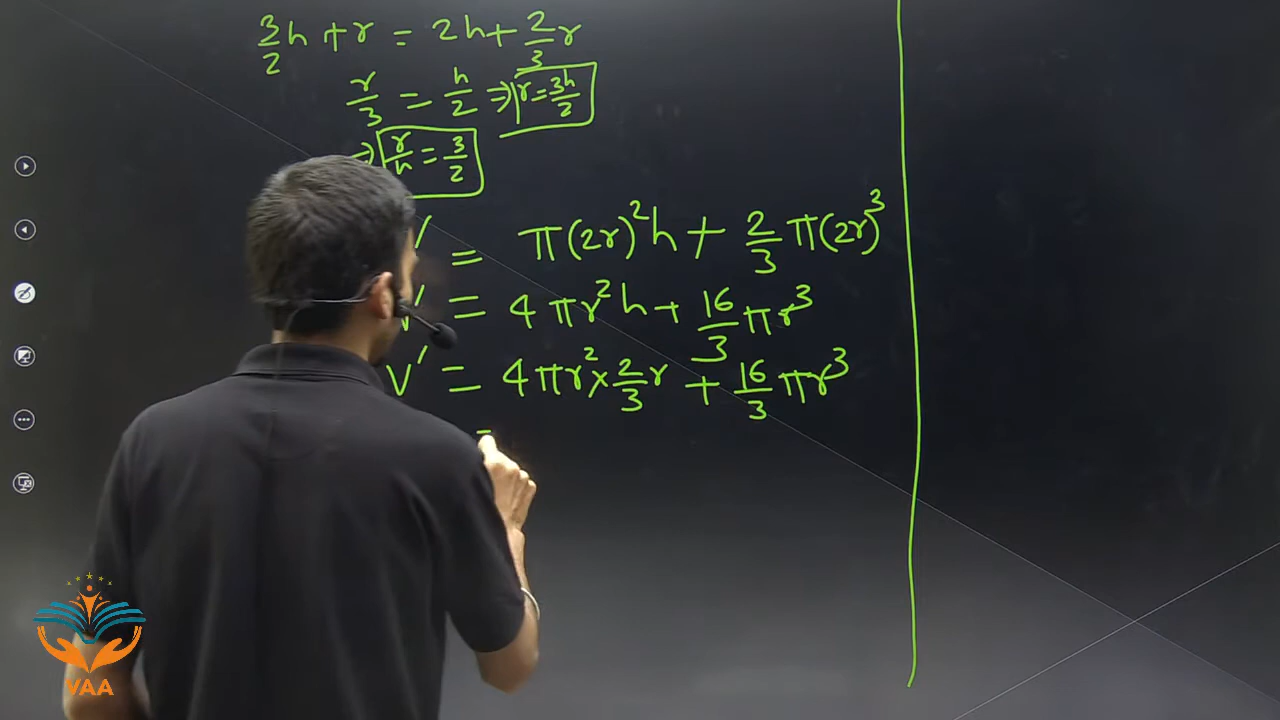 3/2 h + r = 2h + 2/3 r
r/3 = h/2 ⇒ r = 3h/2
⇒ r/h = 3/2
V' = π(2r)²h + 2/3 π(2r)³
V' = 4πr²h + 16/3 πr³
V' = 4πr² × 2/3 r + 16/3 πr³
=
VAA